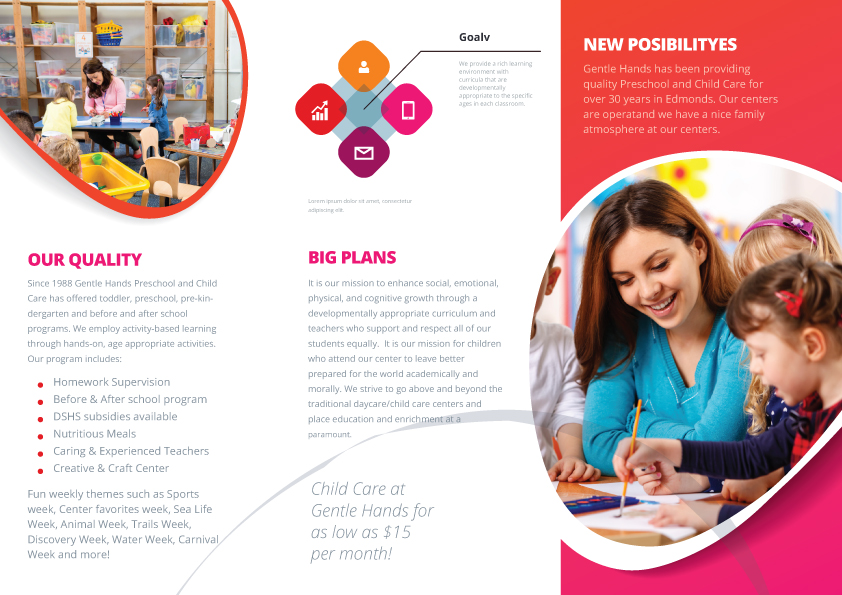 OUR QUALITY
Since 1988 Gentle Hands Preschool and Child
Care has offered toddler, preschool, pre-kin-
dergarten and before and after school
programs. We employ activity-based learning
through hands-on, age appropriate activities.
Our program includes:
Homework Supervision
Before & After school program
DSHS subsidies available
Nutritious Meals
Caring & Experienced Teachers
Creative & Craft Center
Fun weekly themes such as Sports
week, Center favorites week, Sea Life
Week, Animal Week, Trails Week,
Discovery Week, Water Week, Carnival
Week and more!
Goalv
We provide a rich learning
environment with
curricula that are
developmentally
appropriate to the specific
ages in each classroom.
Lorem ipsum dolor sit amet, consectetur
adipiscing elit.
BIG PLANS
It is our mission to enhance social, emotional,
physical, and cognitive growth through a
developmentally appropriate curriculum and
teachers who support and respect all of our
students equally.  It is our mission for children
who attend our center to leave better
prepared for the world academically and
morally. We strive to go above and beyond the
traditional daycare/child care centers and
place education and enrichment at a
paramount.
Child Care at
Gentle Hands for
as low as $15
per month!
NEW POSIBILITYES
Gentle Hands has been providing
quality Preschool and Child Care for
over 30 years in Edmonds. Our centers
are operatand we have a nice family
atmosphere at our centers.